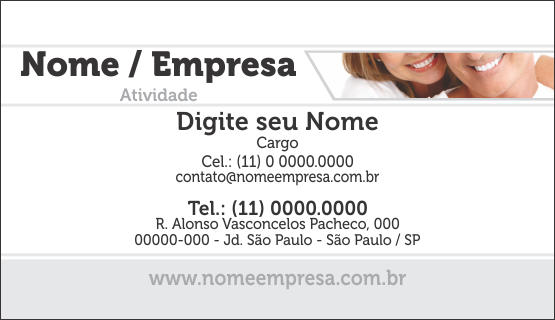 Nome / Empresa
Atividade
Digite seu Nome
Cargo
Cel.: (11) 0 0000.0000
contato@nomeempresa.com.br
Tel.: (11) 0000.0000
R. Alonso Vasconcelos Pacheco, 000
00000-000 - Jd. São Paulo - São Paulo / SP
www.nomeempresa.com.br